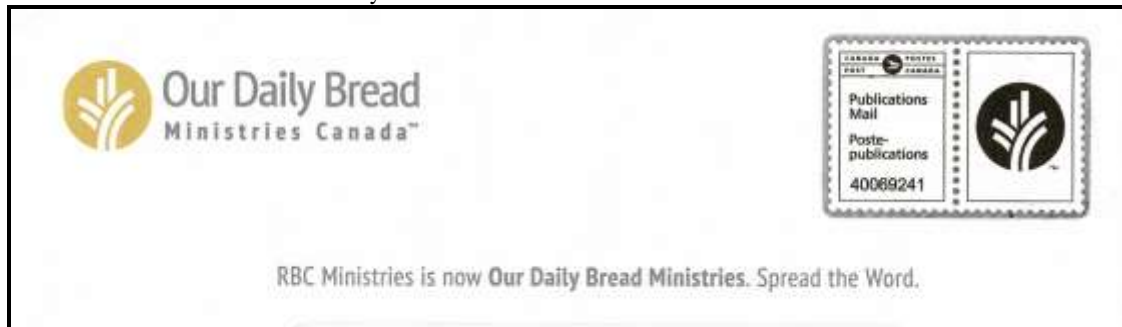 Our Daily Bread
Ministries Canada™
CANADA POSTES
POST CANADA
Publications
Mail
Poste-
publications
40069241
RBC Ministries is now Our Daily Bread Ministries. Spread the Word.